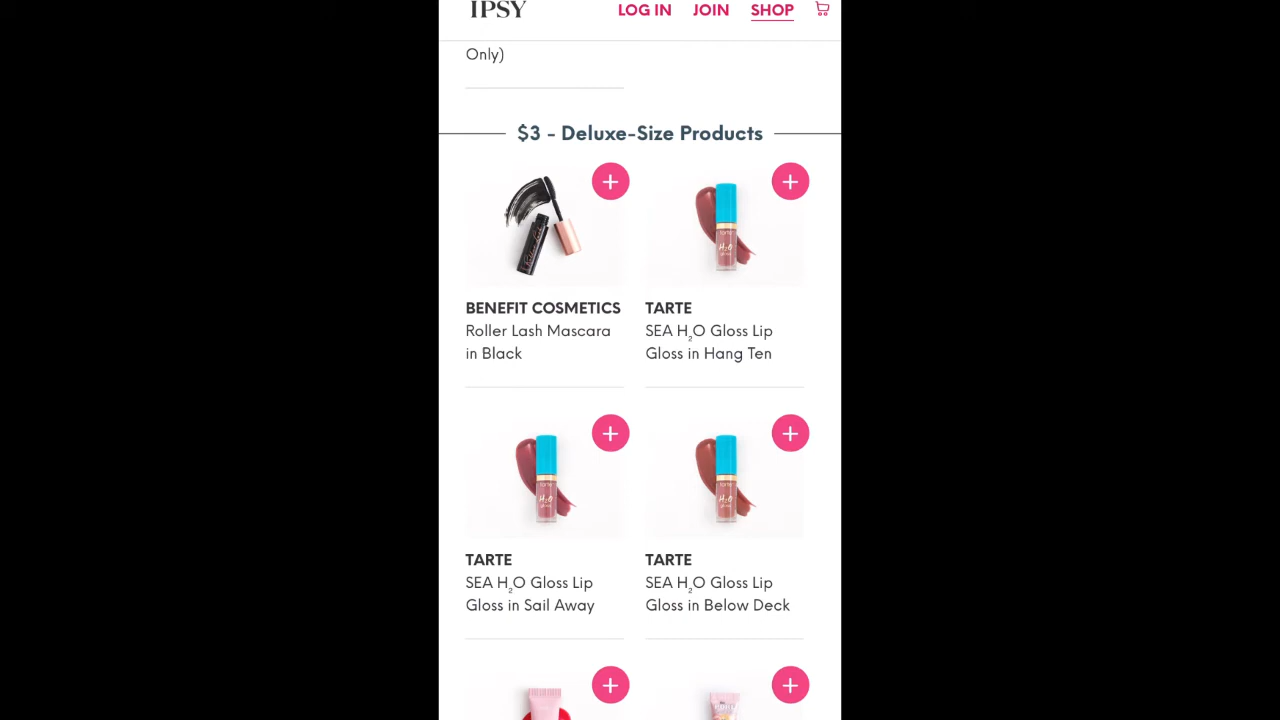 IPSY LOG IN JOIN SHOP
Only)
$3 - Deluxe-Size Products
BENEFIT COSMETICS
Roller Lash Mascara
in Black
TARTE
SEA H₂O Gloss Lip
Gloss in Hang Ten
TARTE
SEA H₂O Gloss Lip
Gloss in Sail Away
TARTE
SEA H₂O Gloss Lip
Gloss in Below Deck